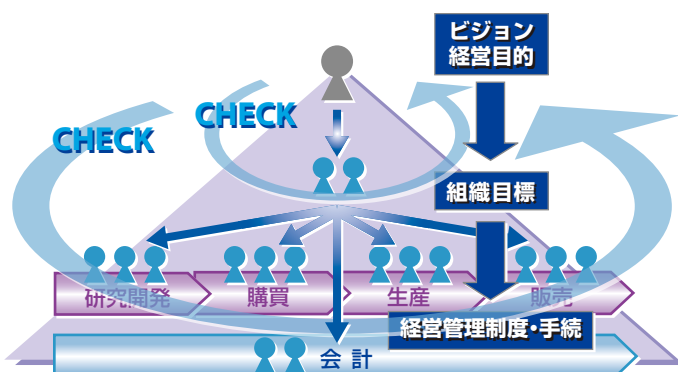 ビジョン
経営目的
CHECK
CHECK
組織目標
研究開発
購買
生産
販売
経営管理制度・手続
会計